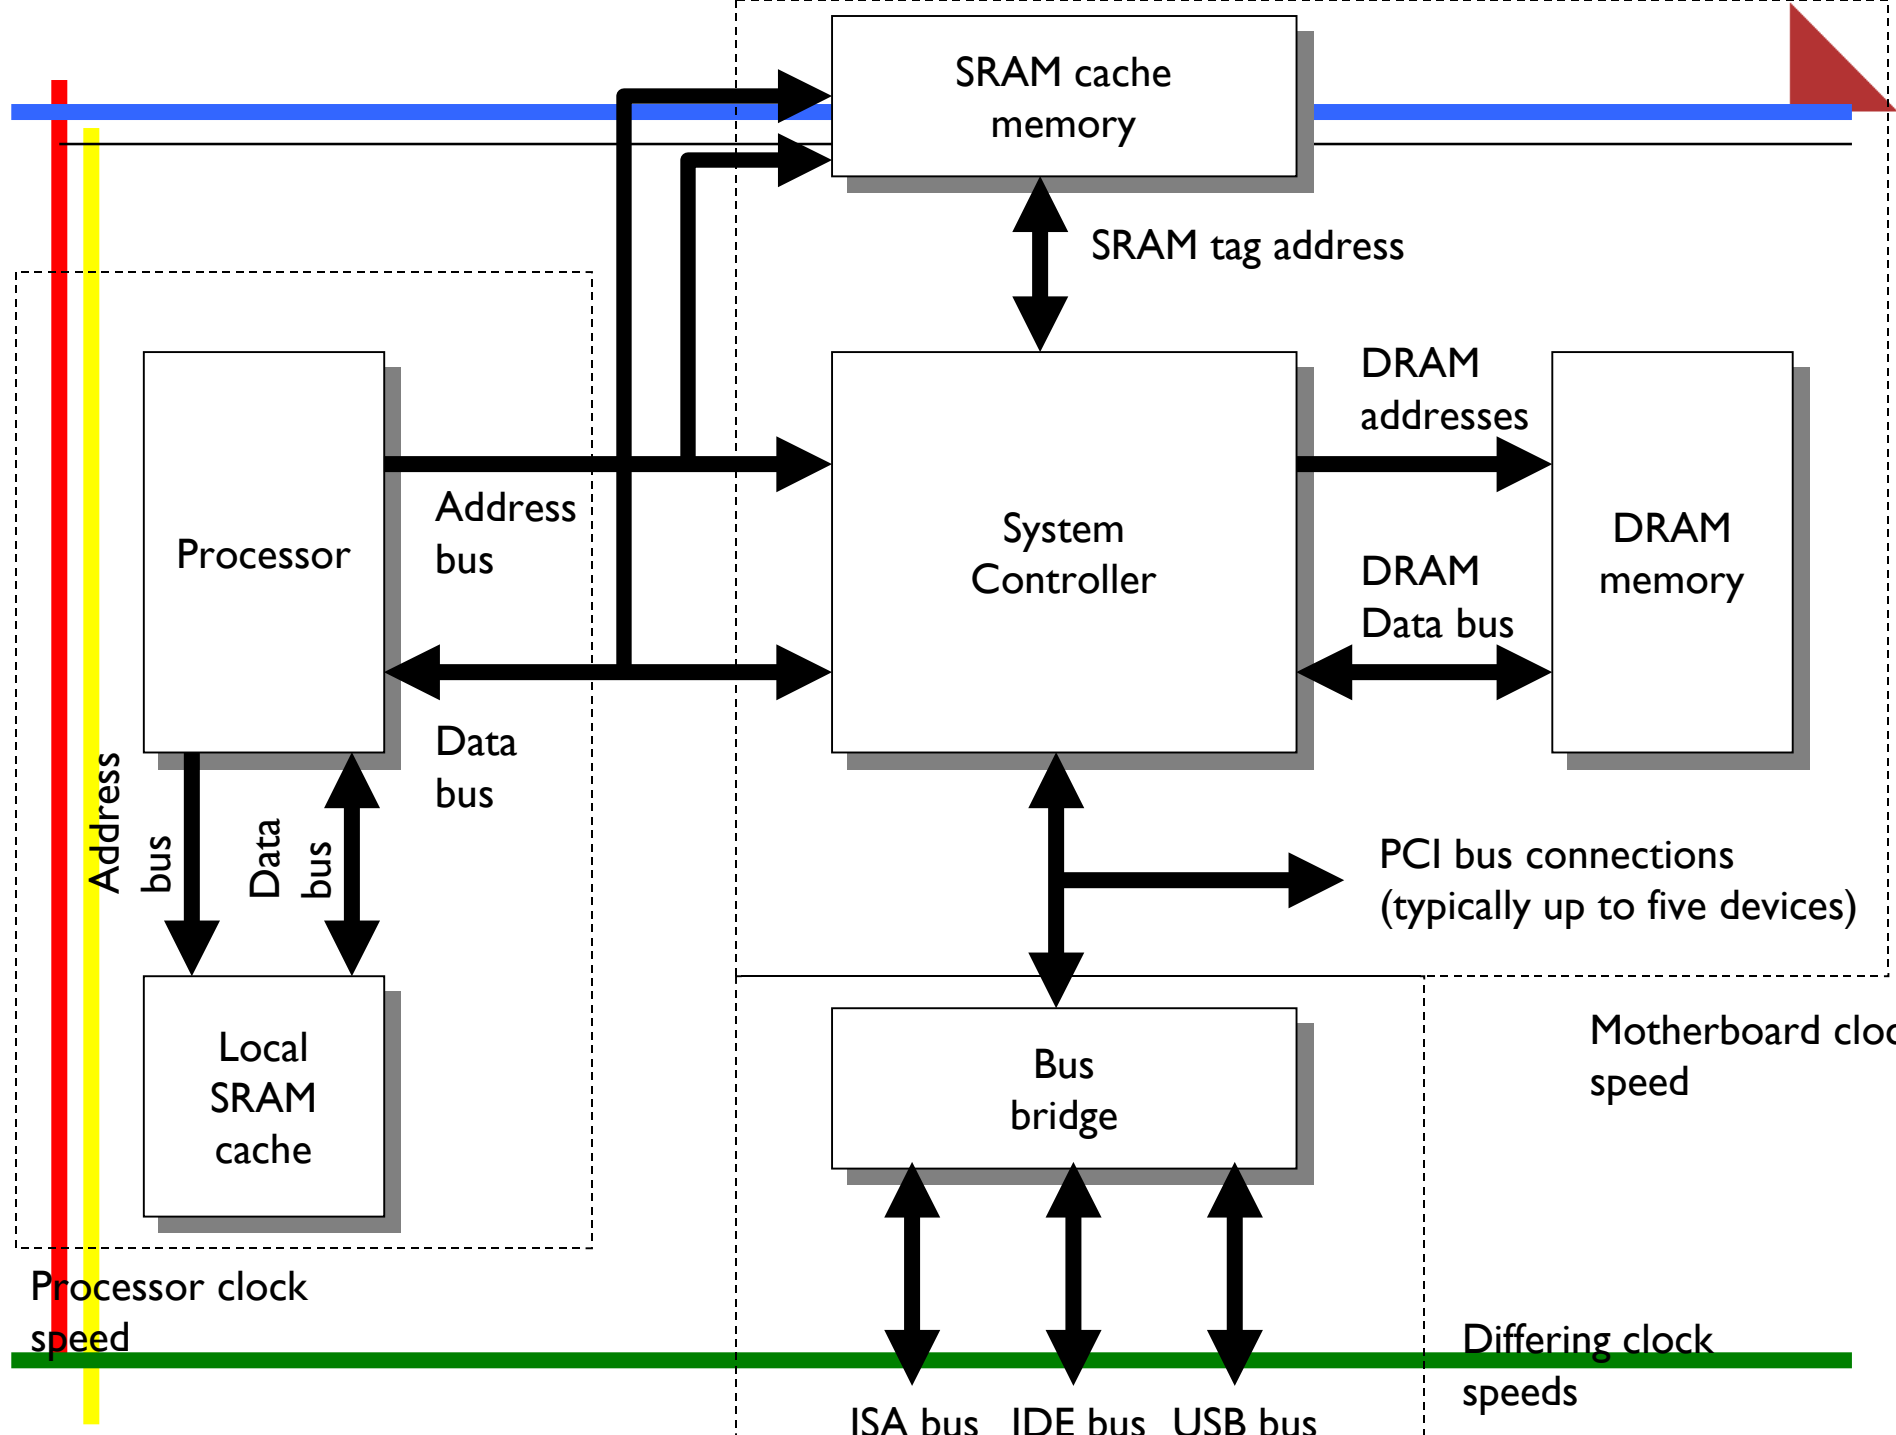 SRAM cache
memory
SRAM tag address
DRAM
addresses
Processor
Address
bus
System
Controller
DRAM
Data bus
DRAM
memory
Data
bus
Address
bus
Data
bus
PCI bus connections
(typically up to five devices)
Local
SRAM
cache
Bus
bridge
Motherboard cloc
speed
Processor clock
speed
Differing clock
speeds
ISA bus
IDE bus
USB bus